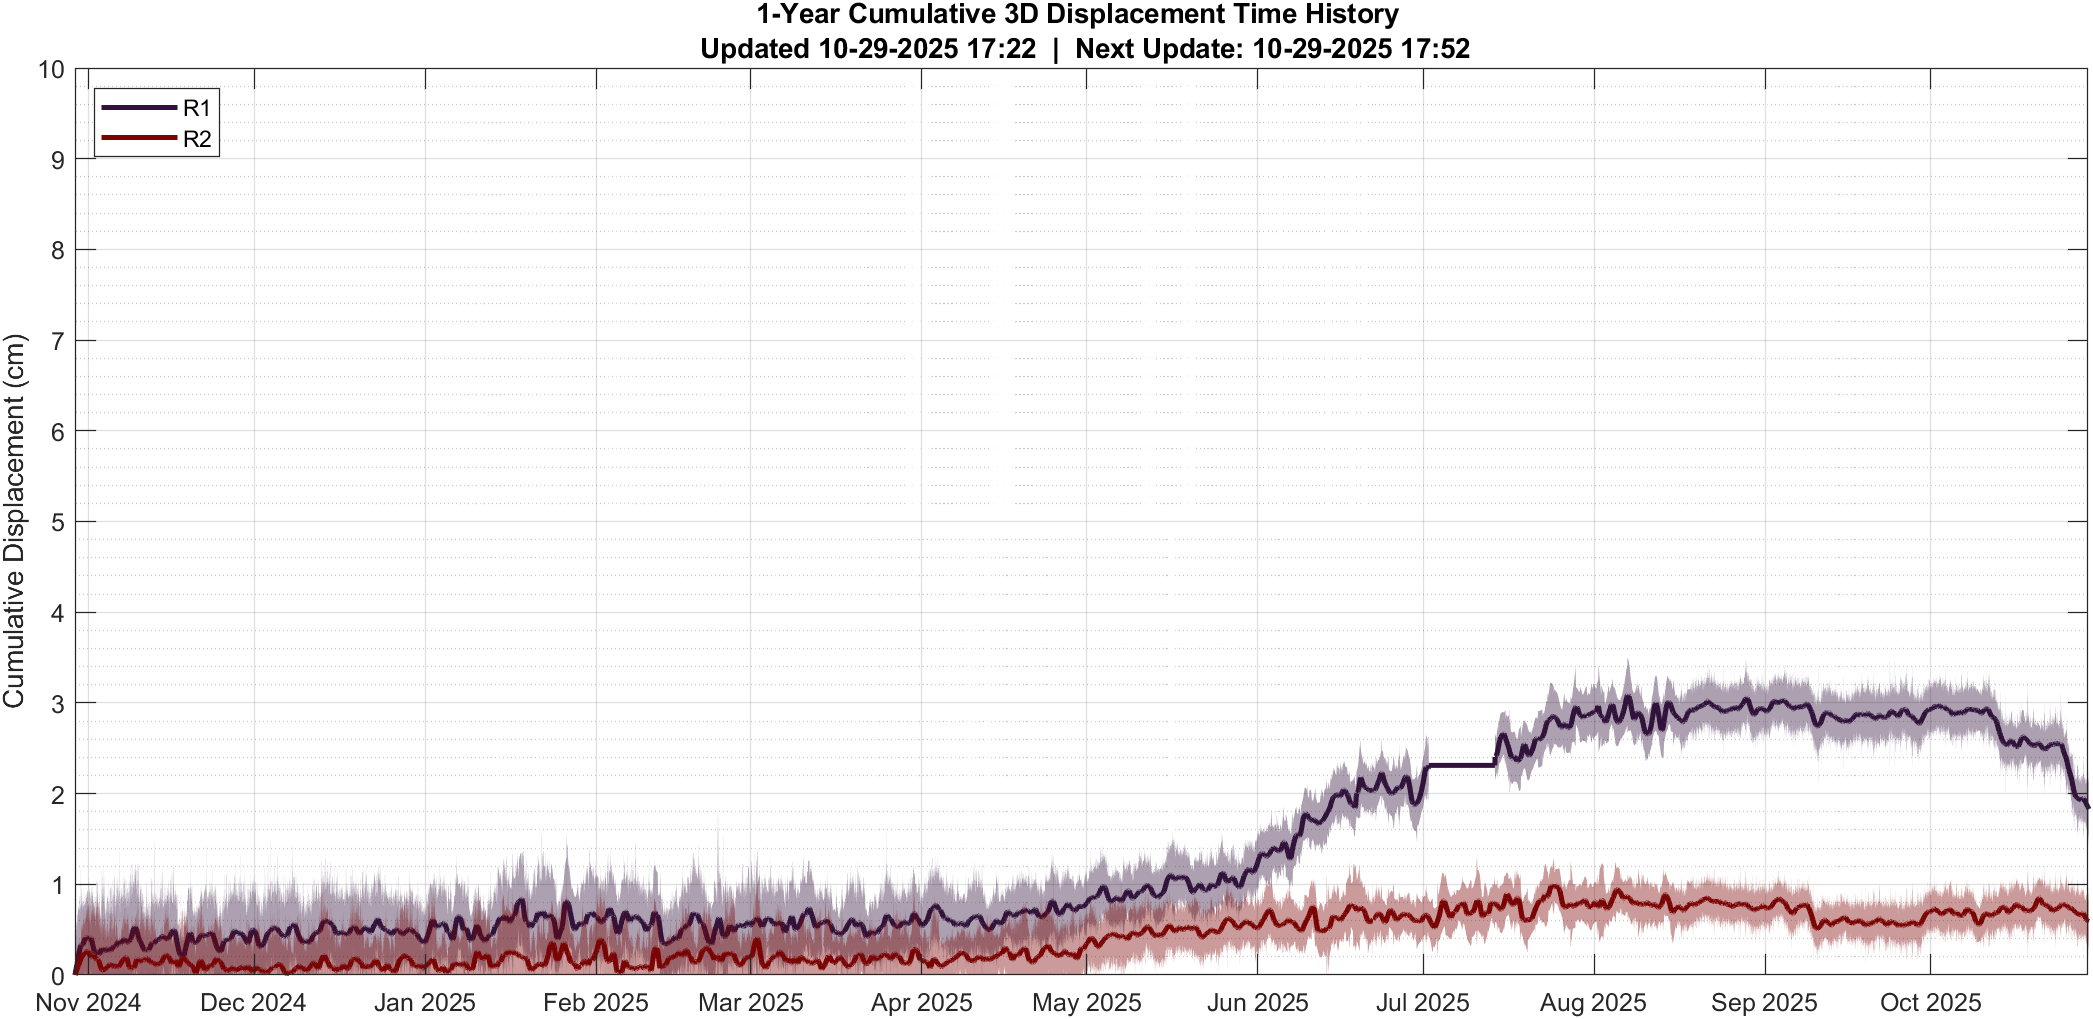 1-Year Cumulative 3D Displacement Time History
Updated 10-29-2025 17:22 | Next Update: 10-29-2025 17:52
R1
R2
Cumulative Displacement (cm)
10
9
8
7
6
5
4
3
2
1
0
Nov 2024
Dec 2024
Jan 2025
Feb 2025
Mar 2025
Apr 2025
May 2025
Jun 2025
Jul 2025
Aug 2025
Sep 2025
Oct 2025